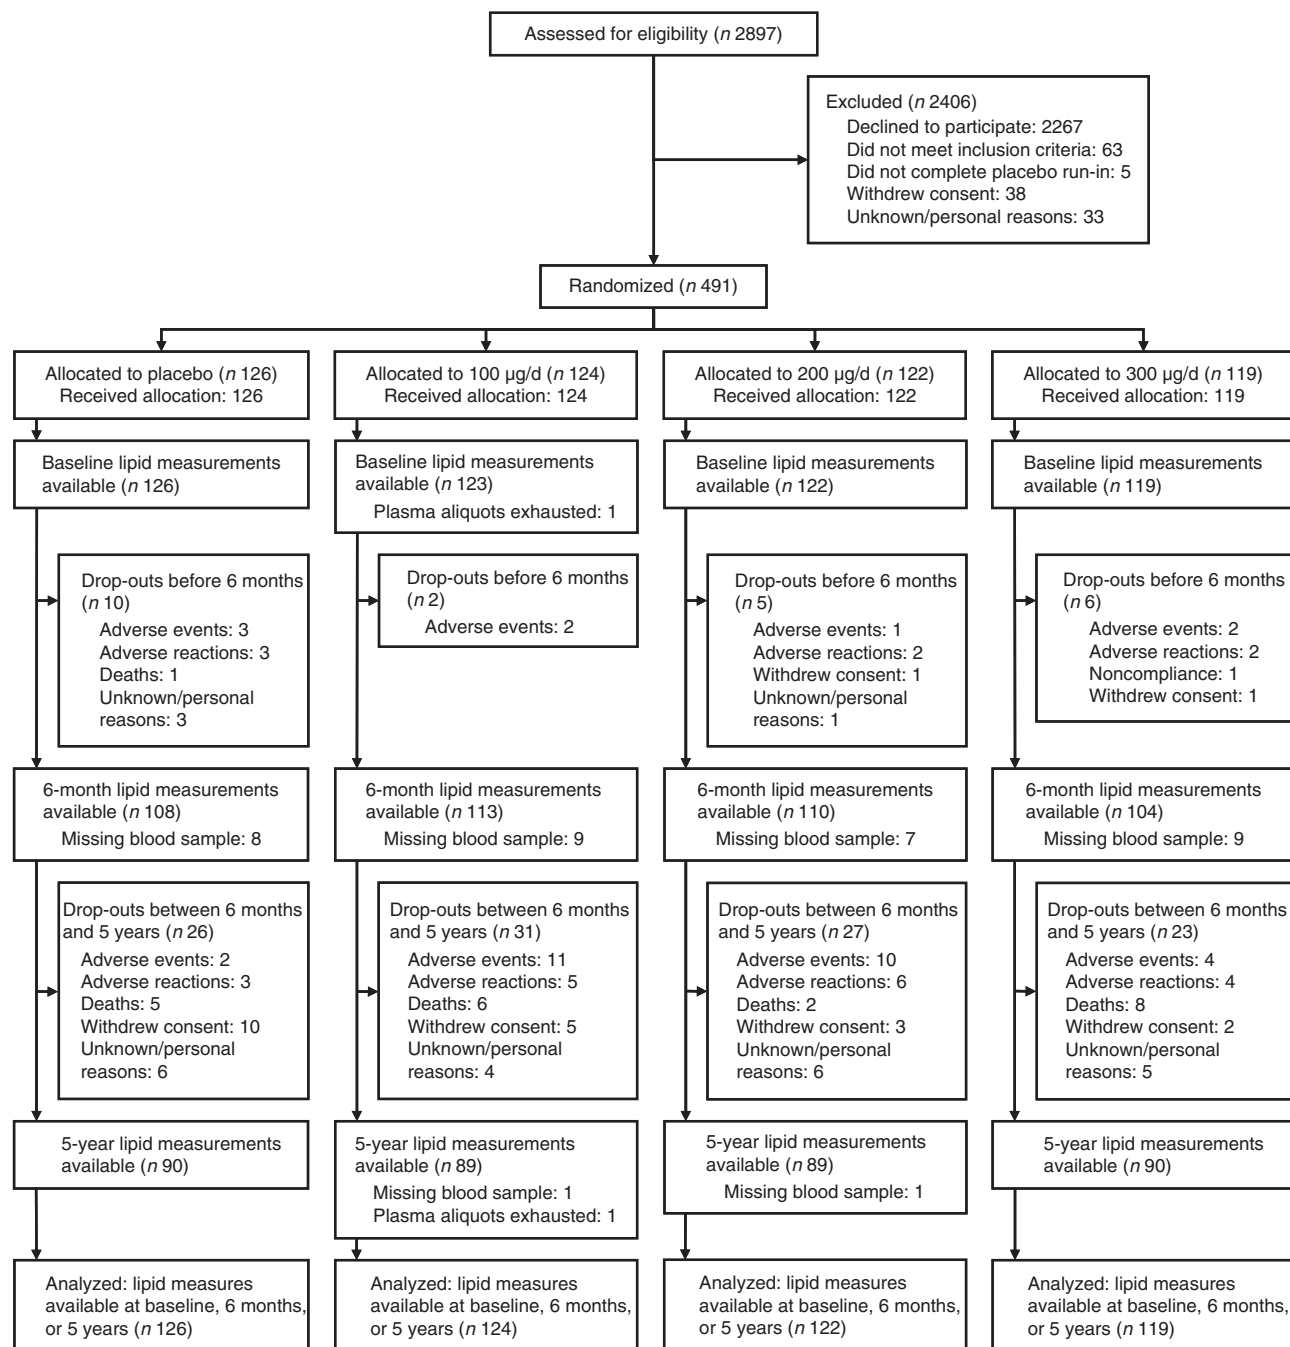 Assessed for eligibility (n 2897)
Excluded (n 2406)
Declined to participate: 2267
Did not meet inclusion criteria: 63
Did not complete placebo run-in: 5
Withdrew consent: 38
Unknown/personal reasons: 33
Randomized (n 491)
Allocated to placebo (n 126)
Received allocation: 126
Allocated to 100 µg/d (n 124)
Received allocation: 124
Allocated to 200 µg/d (n 122)
Received allocation: 122
Allocated to 300 µg/d (n 119)
Received allocation: 119
Baseline lipid measurements
available (n 126)
Baseline lipid measurements
available (n 123)
Plasma aliquots exhausted: 1
Baseline lipid measurements
available (n 122)
Baseline lipid measurements
available (n 119)
Drop-outs before 6 months
(n 10)
Adverse events: 3
Adverse reactions: 3
Deaths: 1
Unknown/personal
reasons: 3
Drop-outs before 6 months
(n 2)
Adverse events: 2
Drop-outs before 6 months
(n 5)
Adverse events: 1
Adverse reactions: 2
Withdrew consent: 1
Unknown/personal
reasons: 1
Drop-outs before 6 months
(n 6)
Adverse events: 2
Adverse reactions: 2
Noncompliance: 1
Withdrew consent: 1
6-month lipid measurements
available (n 108)
Missing blood sample: 8
6-month lipid measurements
available (n 113)
Missing blood sample: 9
6-month lipid measurements
available (n 110)
Missing blood sample: 7
6-month lipid measurements
available (n 104)
Missing blood sample: 9
Drop-outs between 6 months
and 5 years (n 26)
Adverse events: 2
Adverse reactions: 3
Deaths: 5
Withdrew consent: 10
Unknown/personal
reasons: 6
Drop-outs between 6 months
and 5 years (n 31)
Adverse events: 11
Adverse reactions: 5
Deaths: 6
Withdrew consent: 5
Unknown/personal
reasons: 4
Drop-outs between 6 months
and 5 years (n 27)
Adverse events: 10
Adverse reactions: 6
Deaths: 2
Withdrew consent: 3
Unknown/personal
reasons: 6
Drop-outs between 6 months
and 5 years (n 23)
Adverse events: 4
Adverse reactions: 4
Deaths: 8
Withdrew consent: 2
Unknown/personal
reasons: 5
5-year lipid measurements
available (n 90)
5-year lipid measurements
available (n 89)
Missing blood sample: 1
Plasma aliquots exhausted: 1
5-year lipid measurements
available (n 89)
Missing blood sample: 1
5-year lipid measurements
available (n 90)
Analyzed: lipid measures
available at baseline, 6 months,
or 5 years (n 126)
Analyzed: lipid measures
available at baseline, 6 months,
or 5 years (n 124)
Analyzed: lipid measures
available at baseline, 6 months,
or 5 years (n 122)
Analyzed: lipid measures
available at baseline, 6 months,
or 5 years (n 119)